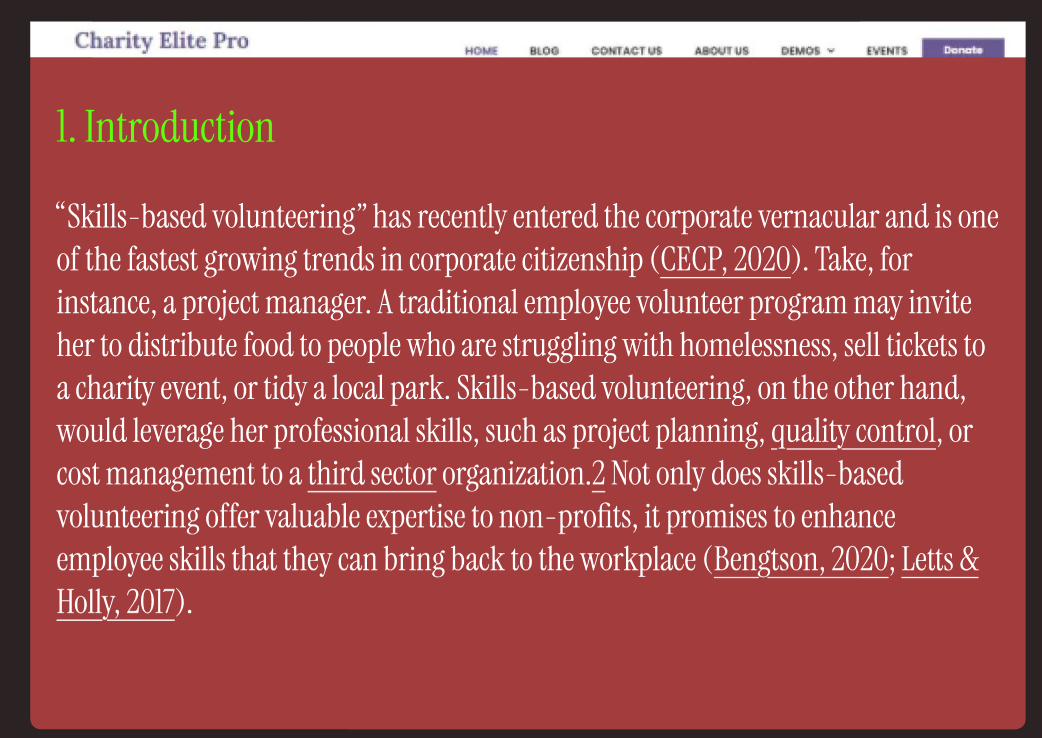 Charity Elite Pro
HOME BLOG CONTACT US ABOUT US DEMOS EVENTS Donate
1. Introduction
“Skills-based volunteering” has recently entered the corporate vernacular and is one
of the fastest growing trends in corporate citizenship (CECP, 2020). Take, for
instance, a project manager. A traditional employee volunteer program may invite
her to distribute food to people who are struggling with homelessness, sell tickets to
a charity event, or tidy a local park. Skills-based volunteering, on the other hand,
would leverage her professional skills, such as project planning, quality control, or
cost management to a third sector organization.2 Not only does skills-based
volunteering offer valuable expertise to non-profits, it promises to enhance
employee skills that they can bring back to the workplace (Bengtson, 2020; Letts &
Holly, 2017).